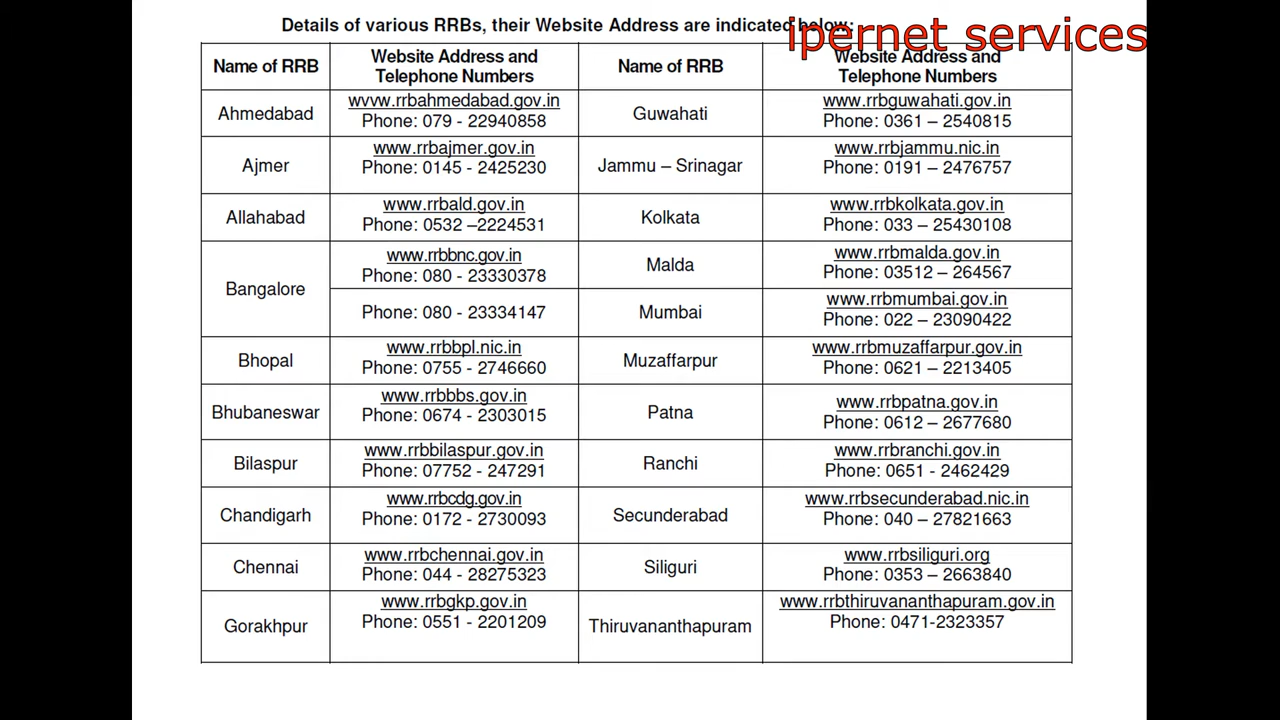 Details of various RRBs, their Website Address are indicated below:
ipernet services
Name of RRB
Website Address and
Telephone Numbers
Name of RRB
Website Address and
Telephone Numbers
Ahmedabad
wvvw.rrbahmedabad.gov.in
Phone: 079 - 22940858
Guwahati
www.rrbguwahati.gov.in
Phone: 0361 – 2540815
Ajmer
www.rrbajmer.gov.in
Phone: 0145 - 2425230
Jammu – Srinagar
www.rrbjammu.nic.in
Phone: 0191 – 2476757
Allahabad
www.rrbald.gov.in
Phone: 0532 –2224531
Kolkata
www.rrbkolkata.gov.in
Phone: 033 – 25430108
Bangalore
www.rrbbnc.gov.in
Phone: 080 - 23330378
Malda
www.rrbmalda.gov.in
Phone: 03512 – 264567
Phone: 080 - 23334147
Mumbai
www.rrbmumbai.gov.in
Phone: 022 – 23090422
Bhopal
www.rrbbpl.nic.in
Phone: 0755 - 2746660
Muzaffarpur
www.rrbmuzaffarpur.gov.in
Phone: 0621 – 2213405
Bhubaneswar
www.rrbbbs.gov.in
Phone: 0674 - 2303015
Patna
www.rrbpatna.gov.in
Phone: 0612 – 2677680
Bilaspur
www.rrbbilaspur.gov.in
Phone: 07752 - 247291
Ranchi
www.rrbranchi.gov.in
Phone: 0651 - 2462429
Chandigarh
www.rrbcdg.gov.in
Phone: 0172 - 2730093
Secunderabad
www.rrbsecunderabad.nic.in
Phone: 040 – 27821663
Chennai
www.rrbchennai.gov.in
Phone: 044 - 28275323
Siliguri
www.rrbsiliguri.org
Phone: 0353 – 2663840
Gorakhpur
www.rrbgkp.gov.in
Phone: 0551 - 2201209
Thiruvananthapuram
www.rrbthiruvananthapuram.gov.in
Phone: 0471-2323357